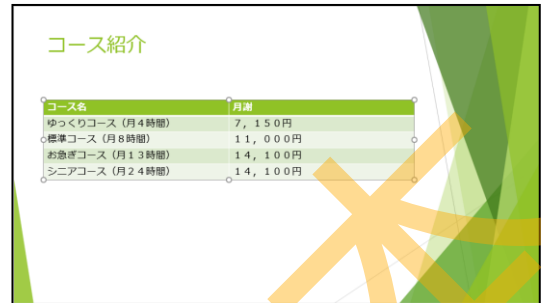 コース紹介
コース名 月謝
ゆっくりコース（月４時間） ７，１５０円
標準コース（月８時間） １１，０００円
お急ぎコース（月１３時間） １４，１００円
シニアコース（月２４時間） １４，１００円